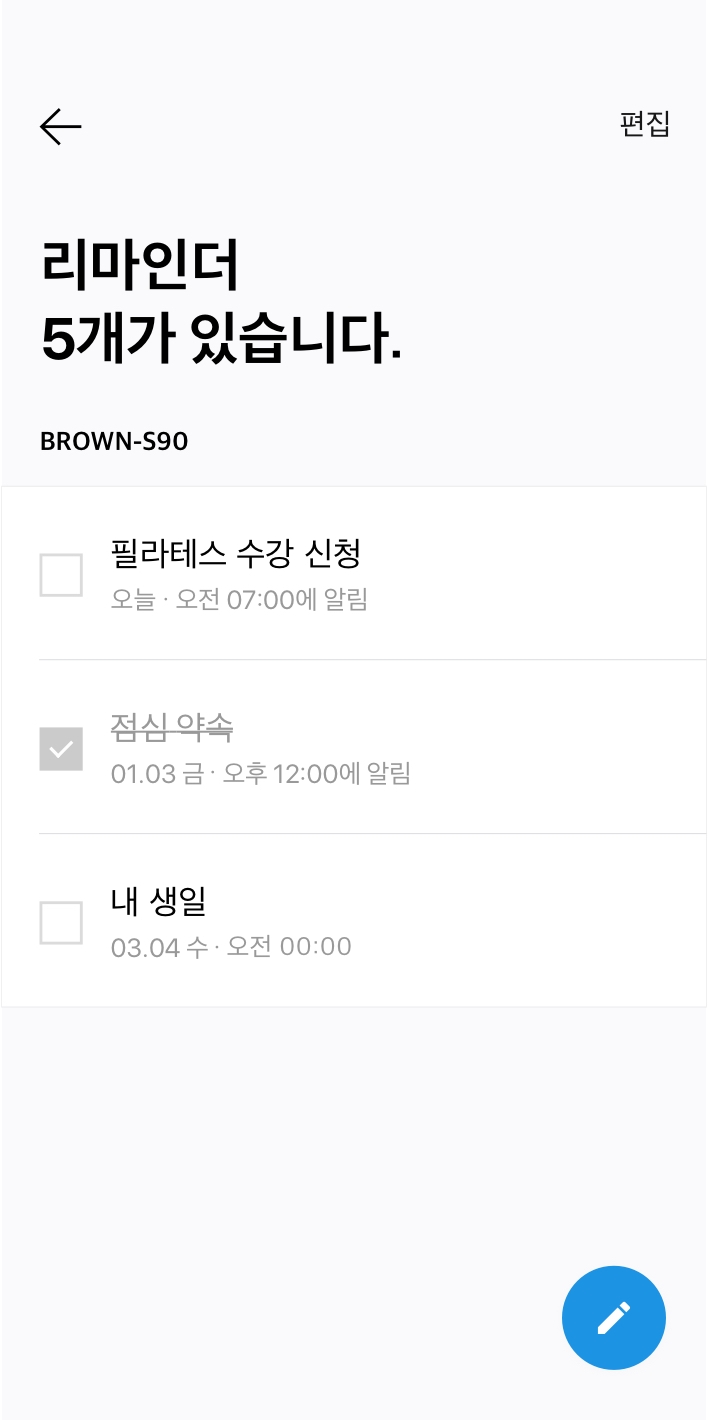 편집
리마인더
5개가 있습니다.
BROWN-S90
필라테스 수강 신청
오늘 · 오전 07:00에 알림
점심 약속
01.03 금 · 오후 12:00에 알림
내 생일
03.04 수 · 오전 00:00